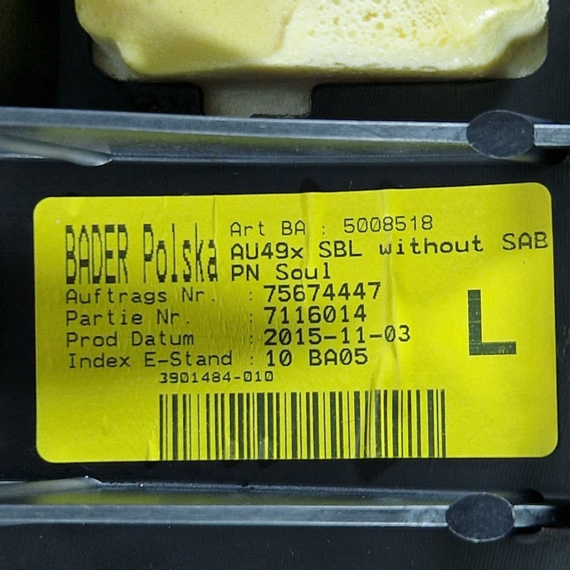 BADER Polska
Art BA : 5008518
AU49x SBL without SAB
PN Soul
Auftrags Nr. : 75674447
Partie Nr. : 7116014
Prod Datum : 2015-11-03
Index E-Stand : 10 BA05
3901484-010
L